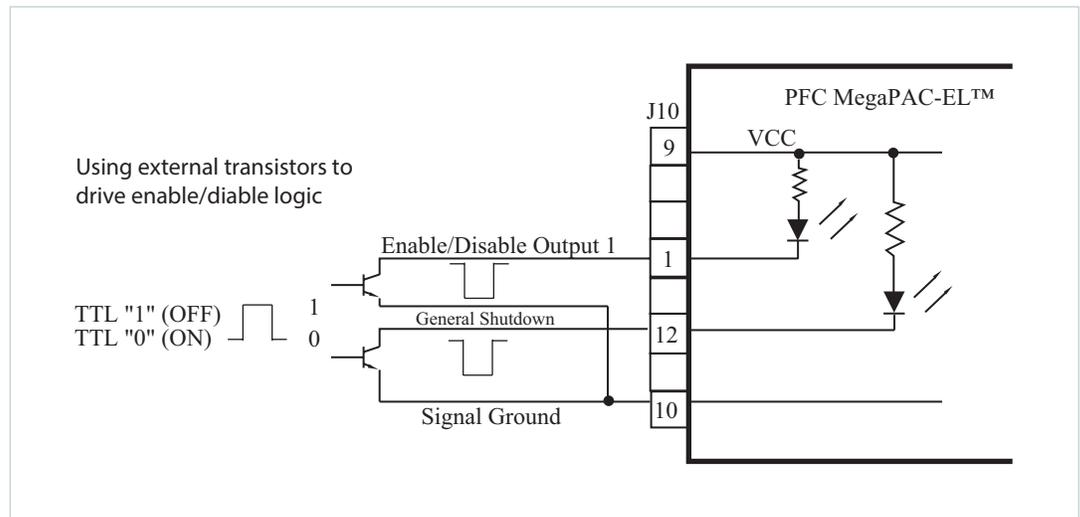 PFC MegaPAC-EL™
J10
9
VCC
Using external transistors to
drive enable/diable logic
Enable/Disable Output 1
1
TTL "1" (OFF)
1
General Shutdown
TTL "0" (ON)
0
12
10
Signal Ground